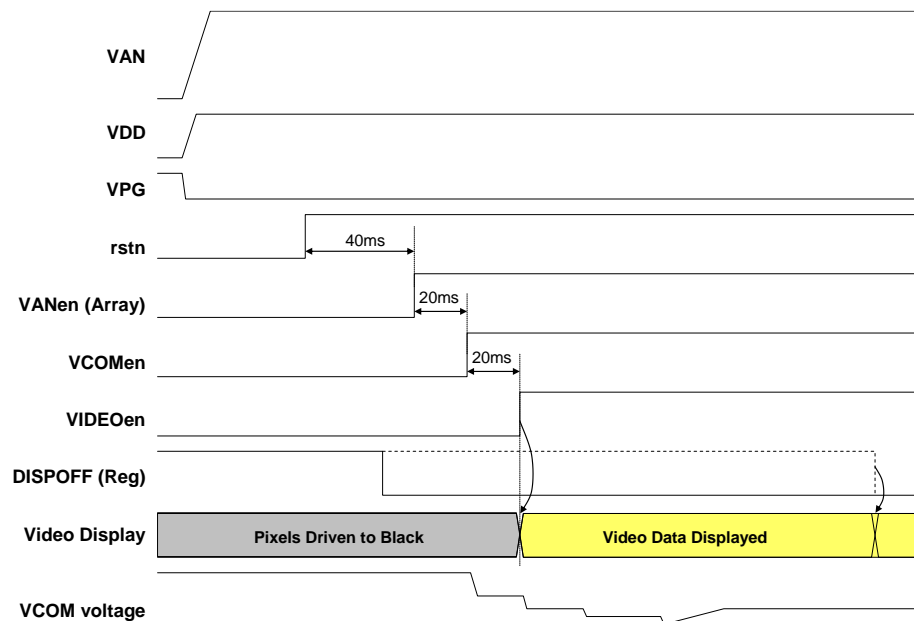 VAN
VDD
VPG
rstn
40ms
VANen (Array)
20ms
VCOMen
20ms
VIDEOen
DISPOFF (Reg)
Video Display
Pixels Driven to Black
Video Data Displayed
VCOM voltage